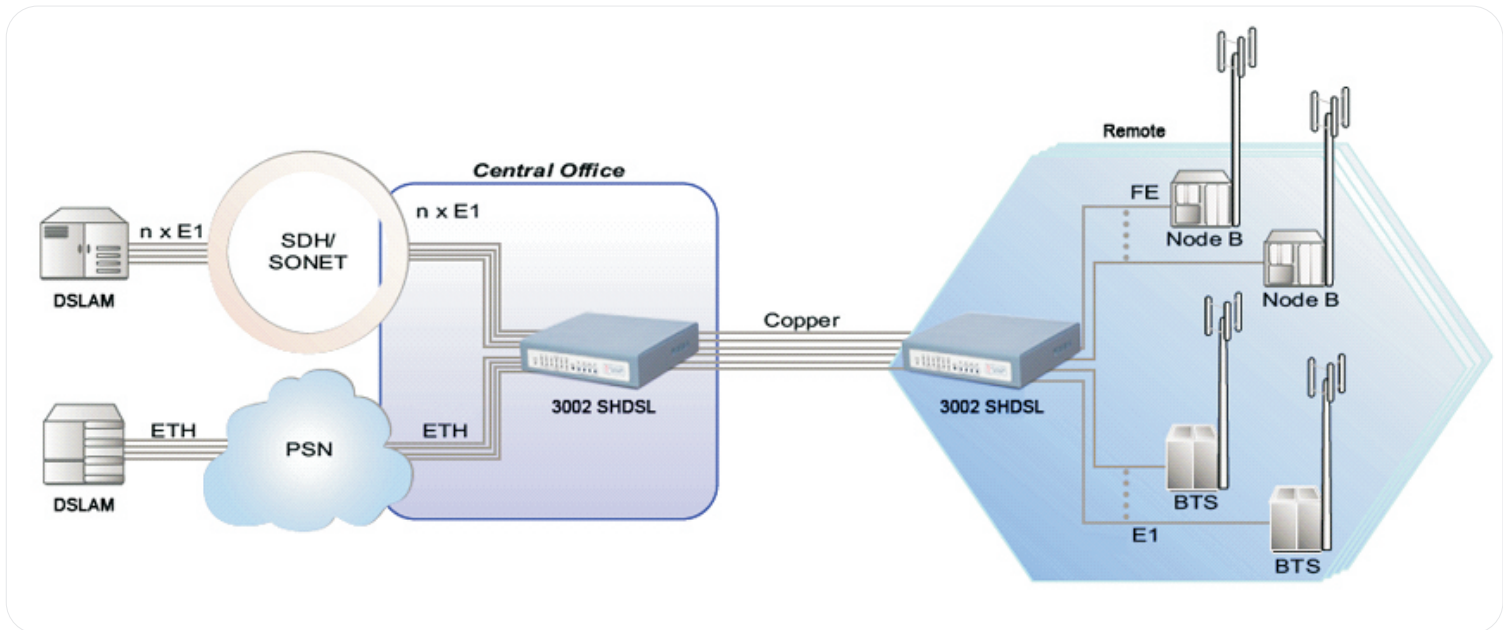 Remote
FE
Node B
Node B
Central Office
n x E1
n x E1
SDH/
SONET
DSLAM
Copper
3002 SHDSL
3002 SHDSL
ETH
PSN
ETH
DSLAM
BTS
E1
BTS